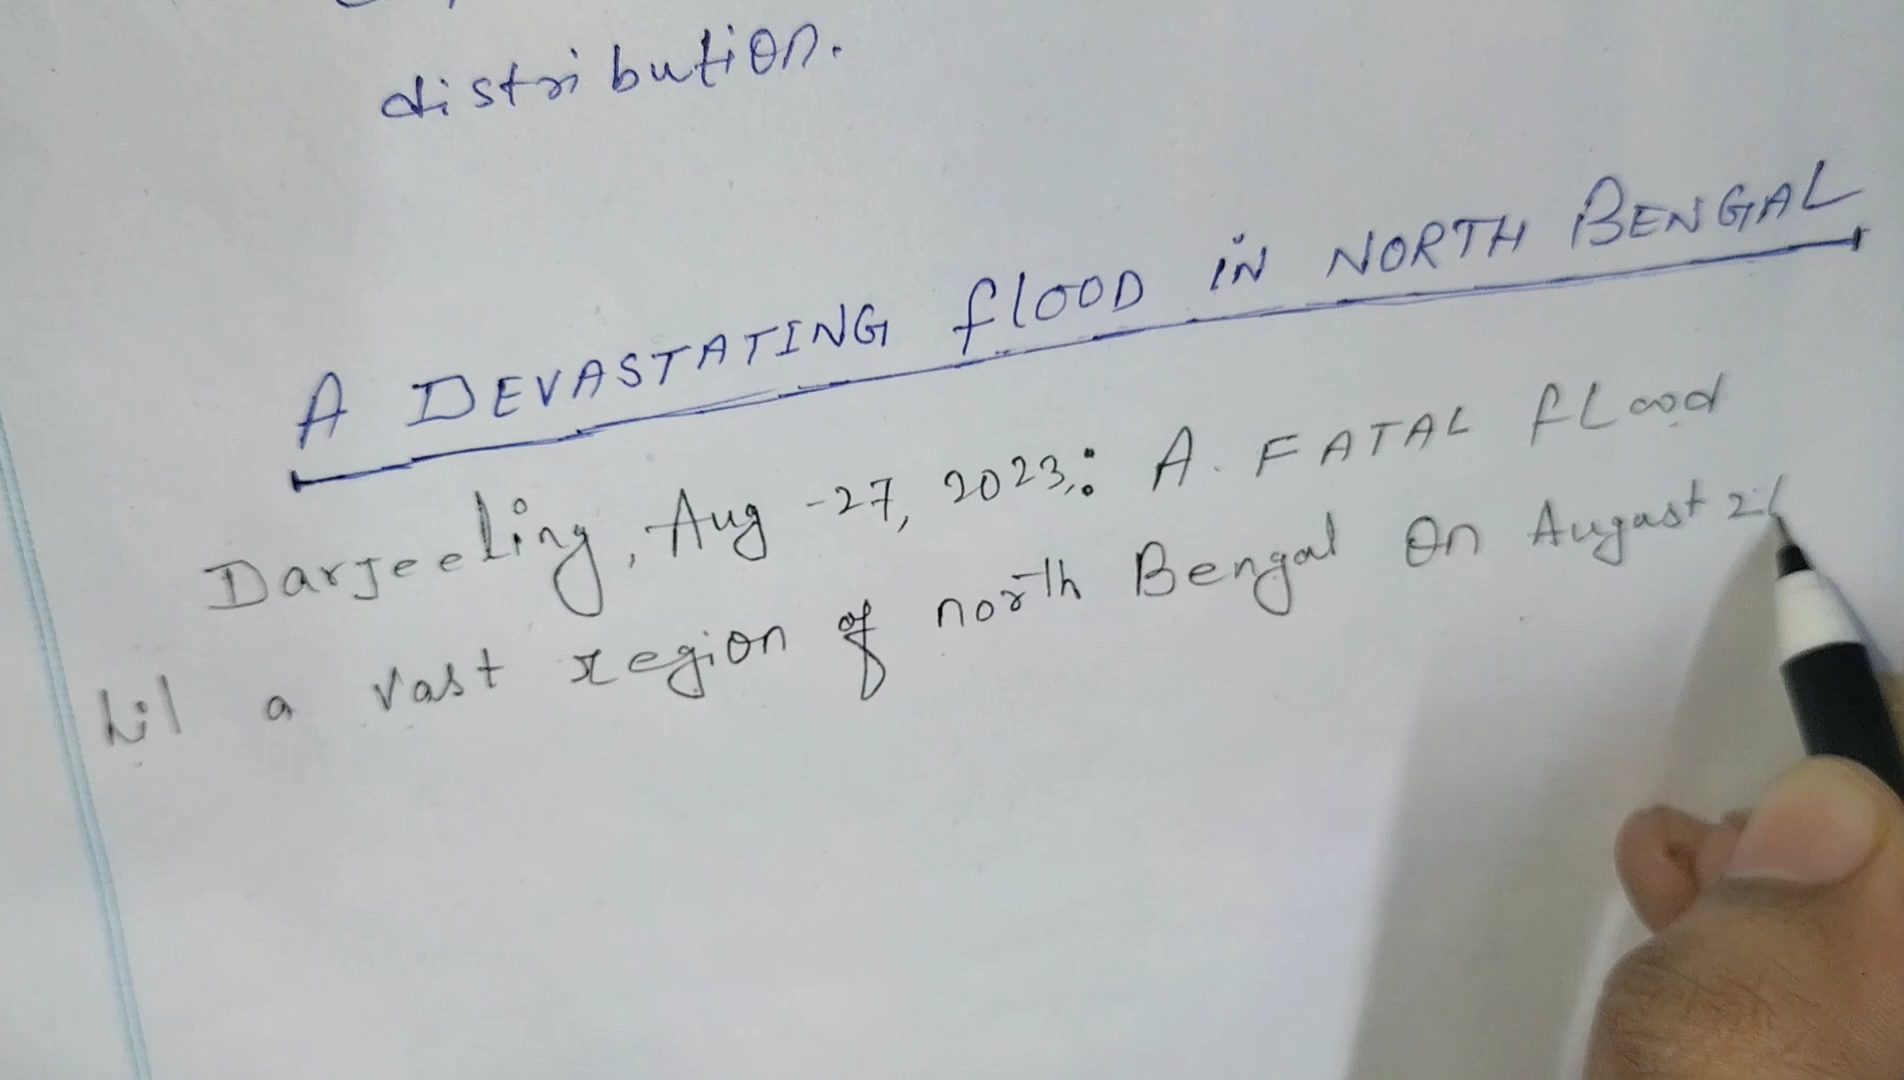 distribution.
A DEVASTATING flOOD IN NORTH BENGAL
Darjeeling, Aug -27, 2023,: A. FATAL fLood
hit a vast region of north Bengal on August 26